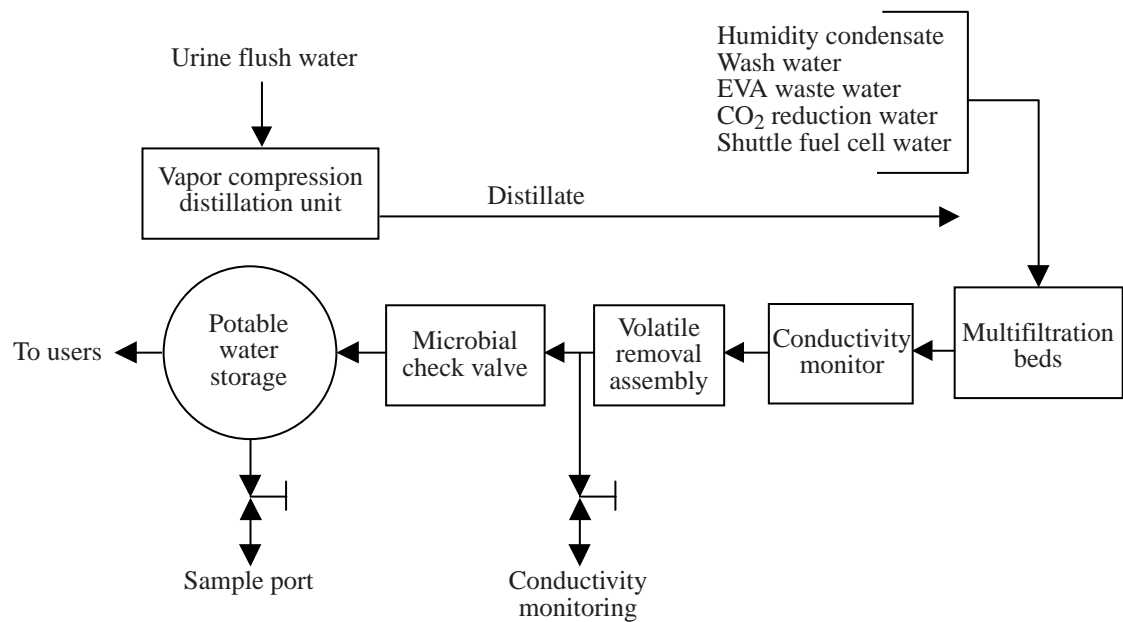 Urine flush water
Humidity condensate
Wash water
EVA waste water
CO₂ reduction water
Shuttle fuel cell water
Vapor compression
distillation unit
Distillate
To users
Potable
water
storage
Microbial
check valve
Volatile
removal
assembly
Conductivity
monitor
Multifiltration
beds
Sample port
Conductivity
monitoring